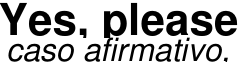 Yes, please
caso afirmativo.